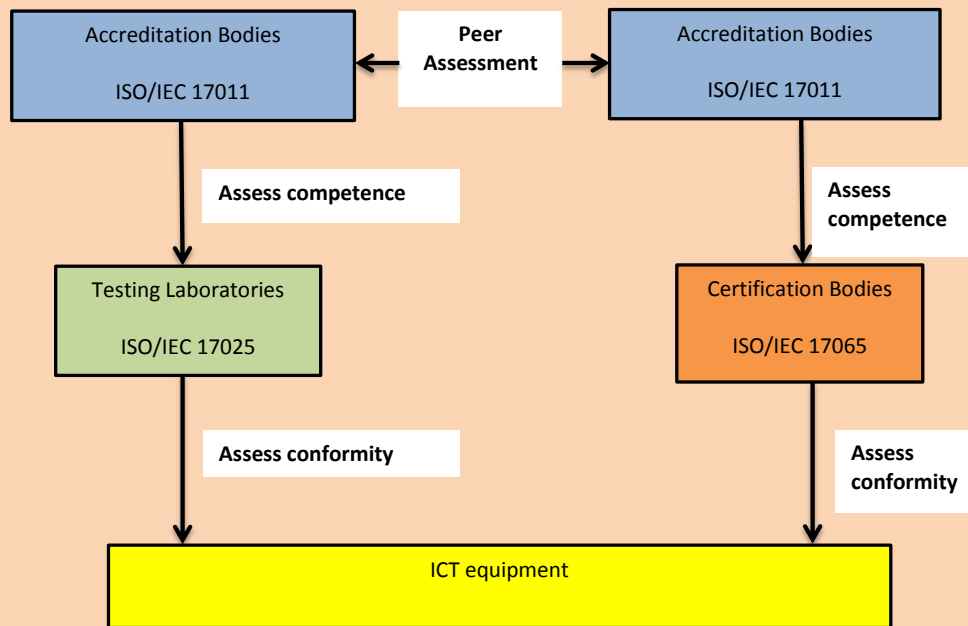 Accreditation Bodies
ISO/IEC 17011
Peer
Assessment
Accreditation Bodies
ISO/IEC 17011
Assess competence
Assess
competence
Testing Laboratories
ISO/IEC 17025
Certification Bodies
ISO/IEC 17065
Assess conformity
Assess
conformity
ICT equipment